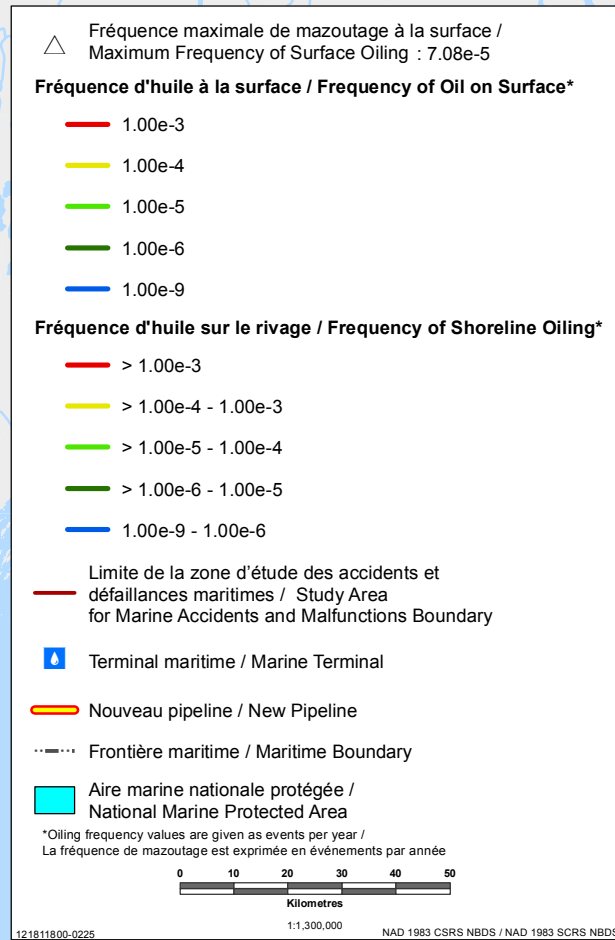 Fréquence maximale de mazoutage à la surface /
Maximum Frequency of Surface Oiling : 7.08e-5
Fréquence d'huile à la surface / Frequency of Oil on Surface*
1.00e-3
1.00e-4
1.00e-5
1.00e-6
1.00e-9
Fréquence d'huile sur le rivage / Frequency of Shoreline Oiling*
> 1.00e-3
> 1.00e-4 - 1.00e-3
> 1.00e-5 - 1.00e-4
> 1.00e-6 - 1.00e-5
1.00e-9 - 1.00e-6
Limite de la zone d’étude des accidents et
défaillances maritimes / Study Area
for Marine Accidents and Malfunctions Boundary
Terminal maritime / Marine Terminal
Nouveau pipeline / New Pipeline
Frontière maritime / Maritime Boundary
Aire marine nationale protégée /
National Marine Protected Area
*Oiling frequency values are given as events per year /
La fréquence de mazoutage est exprimée en événements par année
0 10 20 30 40 50
Kilometres
1:1,300,000
121811800-0225 NAD 1983 CSRS NBDS / NAD 1983 SCRS NBDS